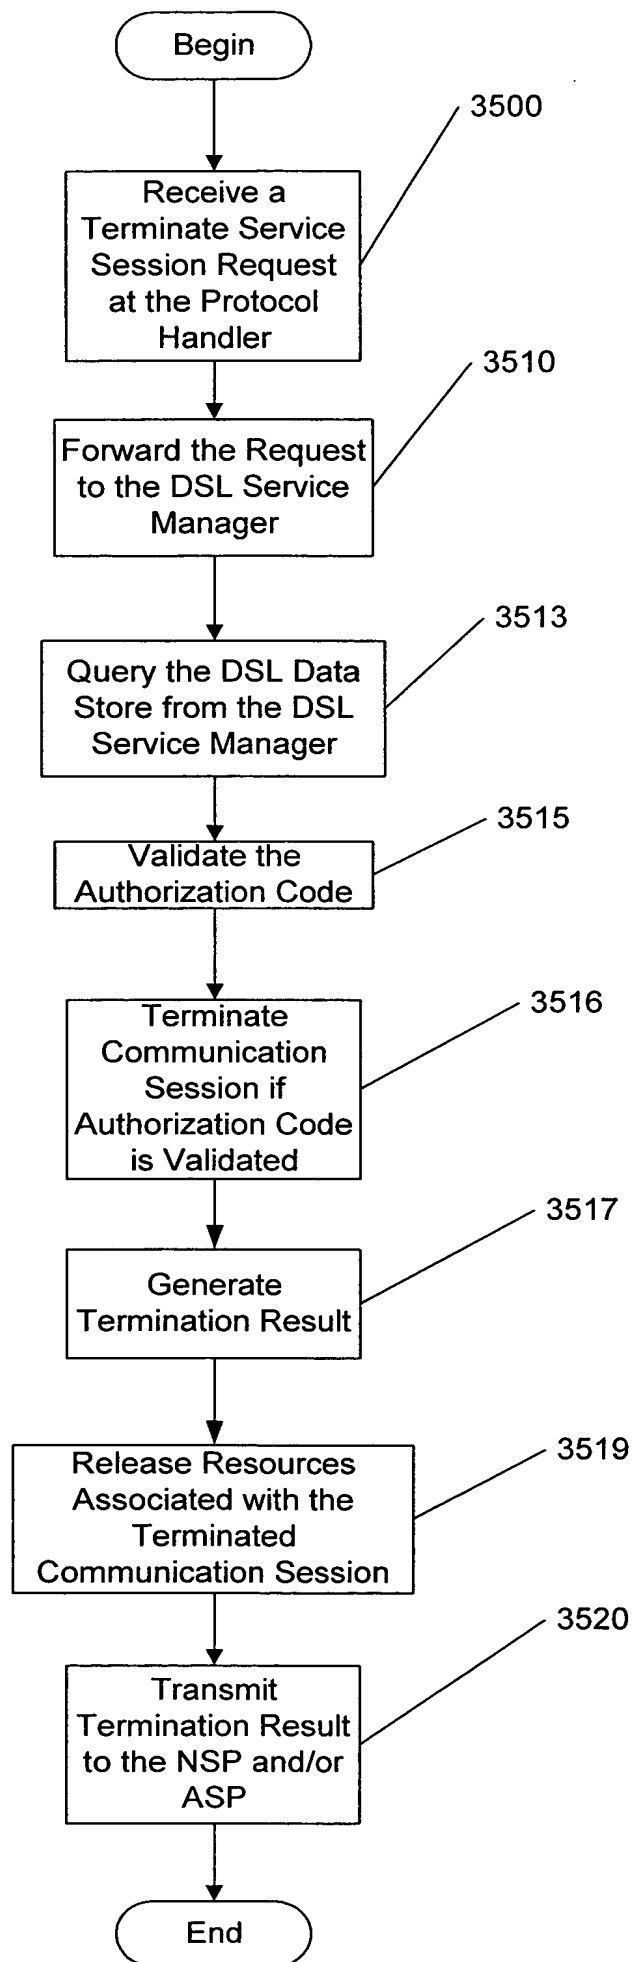 Begin
3500
Receive a
Terminate Service
Session Request
at the Protocol
Handler
3510
Forward the Request
to the DSL Service
Manager
3513
Query the DSL Data
Store from the DSL
Service Manager
3515
Validate the
Authorization Code
3516
Terminate
Communication
Session if
Authorization Code
is Validated
3517
Generate
Termination Result
3519
Release Resources
Associated with the
Terminated
Communication Session
3520
Transmit
Termination Result
to the NSP and/or
ASP
End